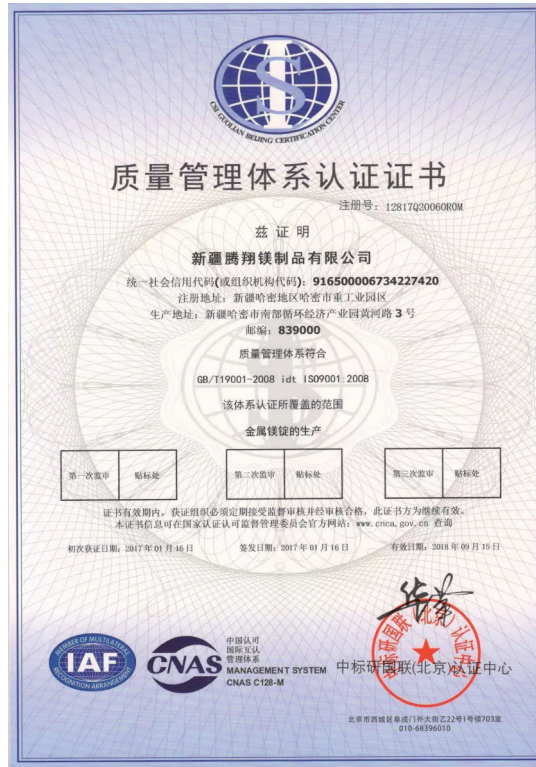 CSI GUOLIAN BEIJING CERTIFICATION CENTER
质量管理体系认证证书
注册号：12817Q20060R0M
兹证明
新疆腾翔镁制品有限公司
统一社会信用代码(或组织机构代码)：916500006734227420
注册地址：新疆哈密地区哈密市重工业园区
生产地址：新疆哈密市南部循环经济产业园黄河路 3 号
邮编：839000
质量管理体系符合
GB/T19001-2008 idt ISO9001:2008
该体系认证所覆盖的范围
金属镁锭的生产
第一次监审 贴标处 第二次监审 贴标处 第三次监审 贴标处
证书有效期内，获证组织必须定期接受监督审核并经审核合格，此证书方为继续有效。
本证书信息可在国家认证认可监督管理委员会官方网站：www.cnca.gov.cn 查询
初次获证日期：2017年01月16日 签发日期：2017年01月16日 有效日期：2018年09月15日
MEMBER OF MULTILATERAL
IAF
RECOGNITION ARRANGEMENT
CNAS
中国认可
国际互认
管理体系
MANAGEMENT SYSTEM
CNAS C128-M
中标研国联(北京)认证中心
中标研国联(北京)认证中心
北京市西城区阜成门外大街乙22号1号楼703室
010-68396010